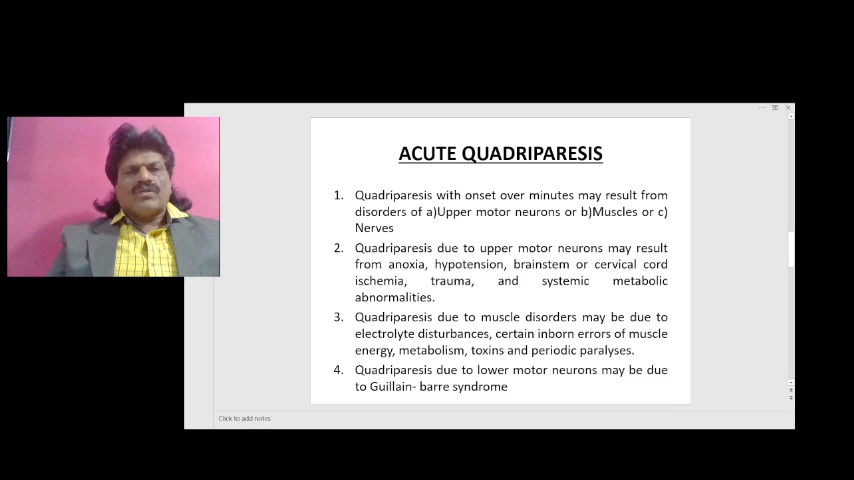 ACUTE QUADRIPARESIS
1. Quadriparesis with onset over minutes may result from
disorders of a)Upper motor neurons or b)Muscles or c)
Nerves
2. Quadriparesis due to upper motor neurons may result
from anoxia, hypotension, brainstem or cervical cord
ischemia, trauma, and systemic metabolic
abnormalities.
3. Quadriparesis due to muscle disorders may be due to
electrolyte disturbances, certain inborn errors of muscle
energy, metabolism, toxins and periodic paralyses.
4. Quadriparesis due to lower motor neurons may be due
to Guillain- barre syndrome
Click to add notes